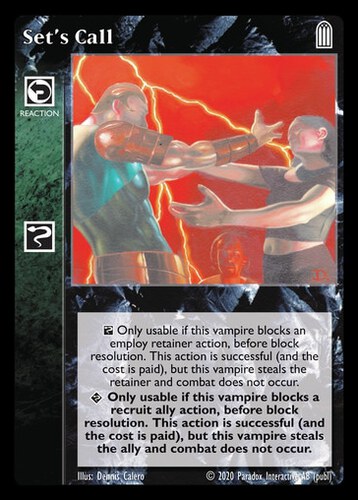 Set's Call
REACTION
Only usable if this vampire blocks an
employ retainer action, before block
resolution. This action is successful (and the
cost is paid), but this vampire steals the
retainer and combat does not occur.
Only usable if this vampire blocks a
recruit ally action, before block
resolution. This action is successful (and
the cost is paid), but this vampire steals
the ally and combat does not occur.
Illus: Dennis Calero © 2020 Paradox Interactive AB (publ)